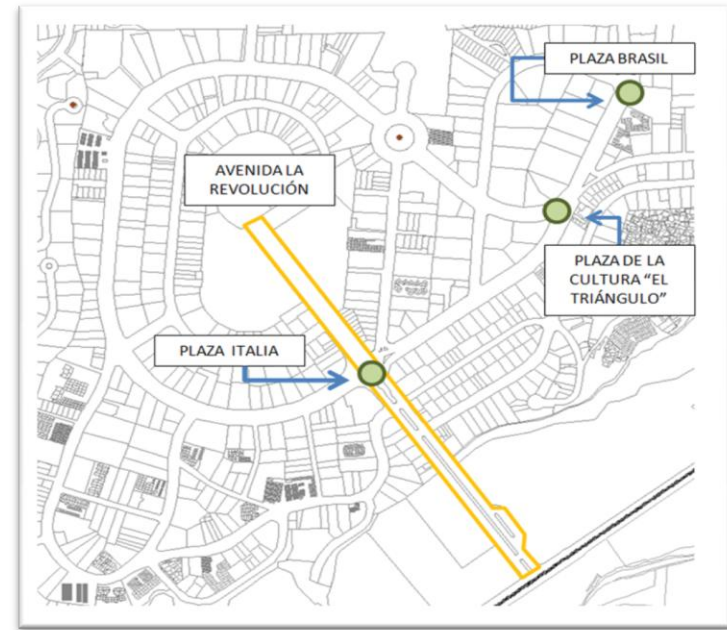 PLAZA BRASIL
AVENIDA LA
REVOLUCIÓN
PLAZA DE LA
CULTURA “EL
TRIÁNGULO”
PLAZA ITALIA